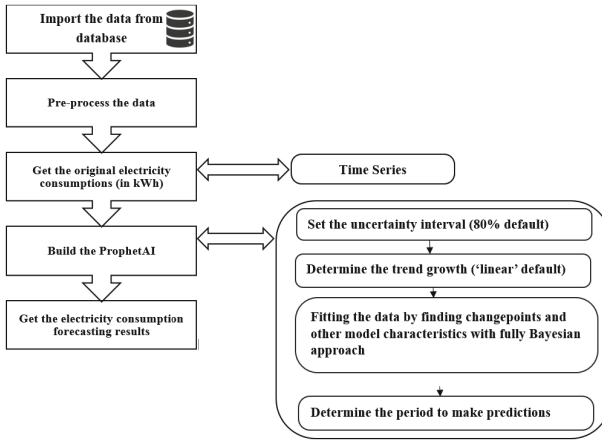 Import the data from
database
Pre-process the data
Get the original electricity
consumptions (in kWh)
Time Series
Build the ProphetAI
Get the electricity consumption
forecasting results
Set the uncertainty interval (80% default)
Determine the trend growth (‘linear’ default)
Fitting the data by finding changepoints and
other model characteristics with fully Bayesian
approach
Determine the period to make predictions